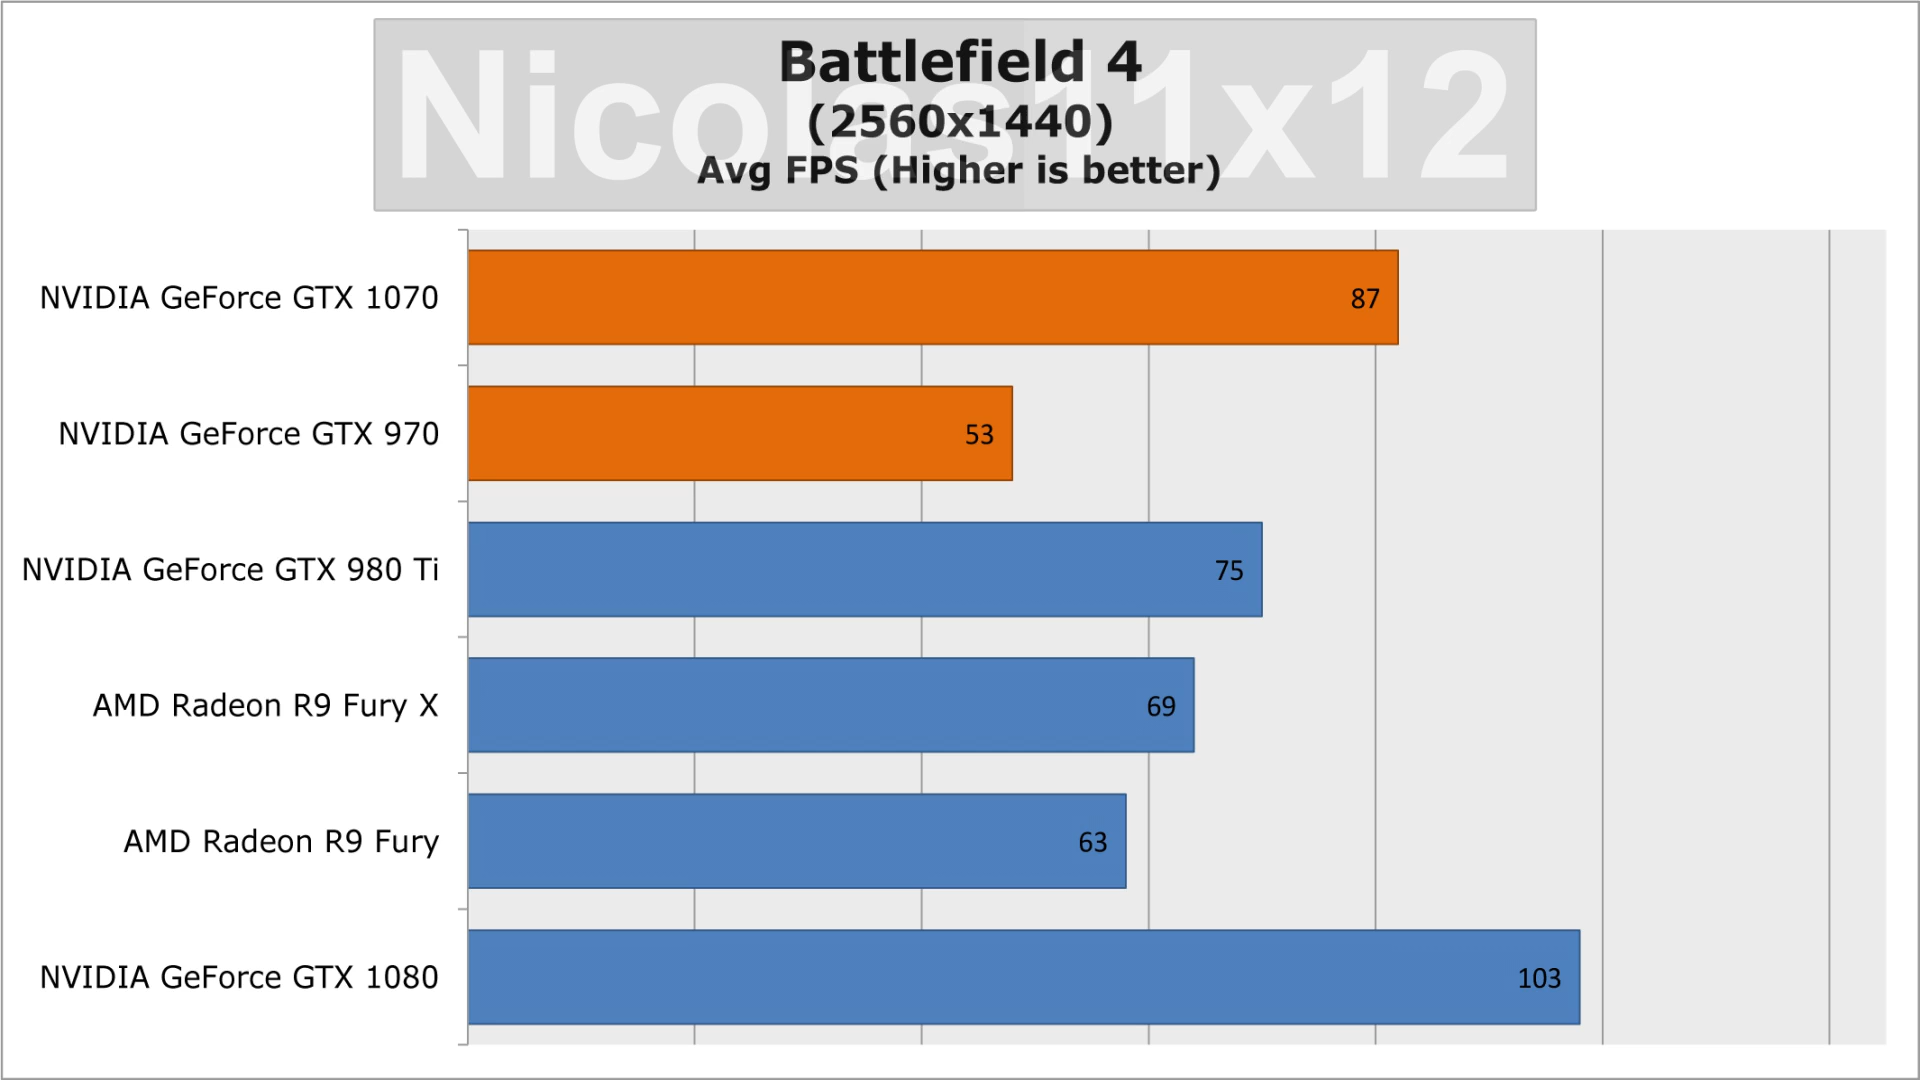 Nicolas11x12
Battlefield 4
(2560x1440)
Avg FPS (Higher is better)
NVIDIA GeForce GTX 1070
87
NVIDIA GeForce GTX 970
53
NVIDIA GeForce GTX 980 Ti
75
AMD Radeon R9 Fury X
69
AMD Radeon R9 Fury
63
NVIDIA GeForce GTX 1080
103